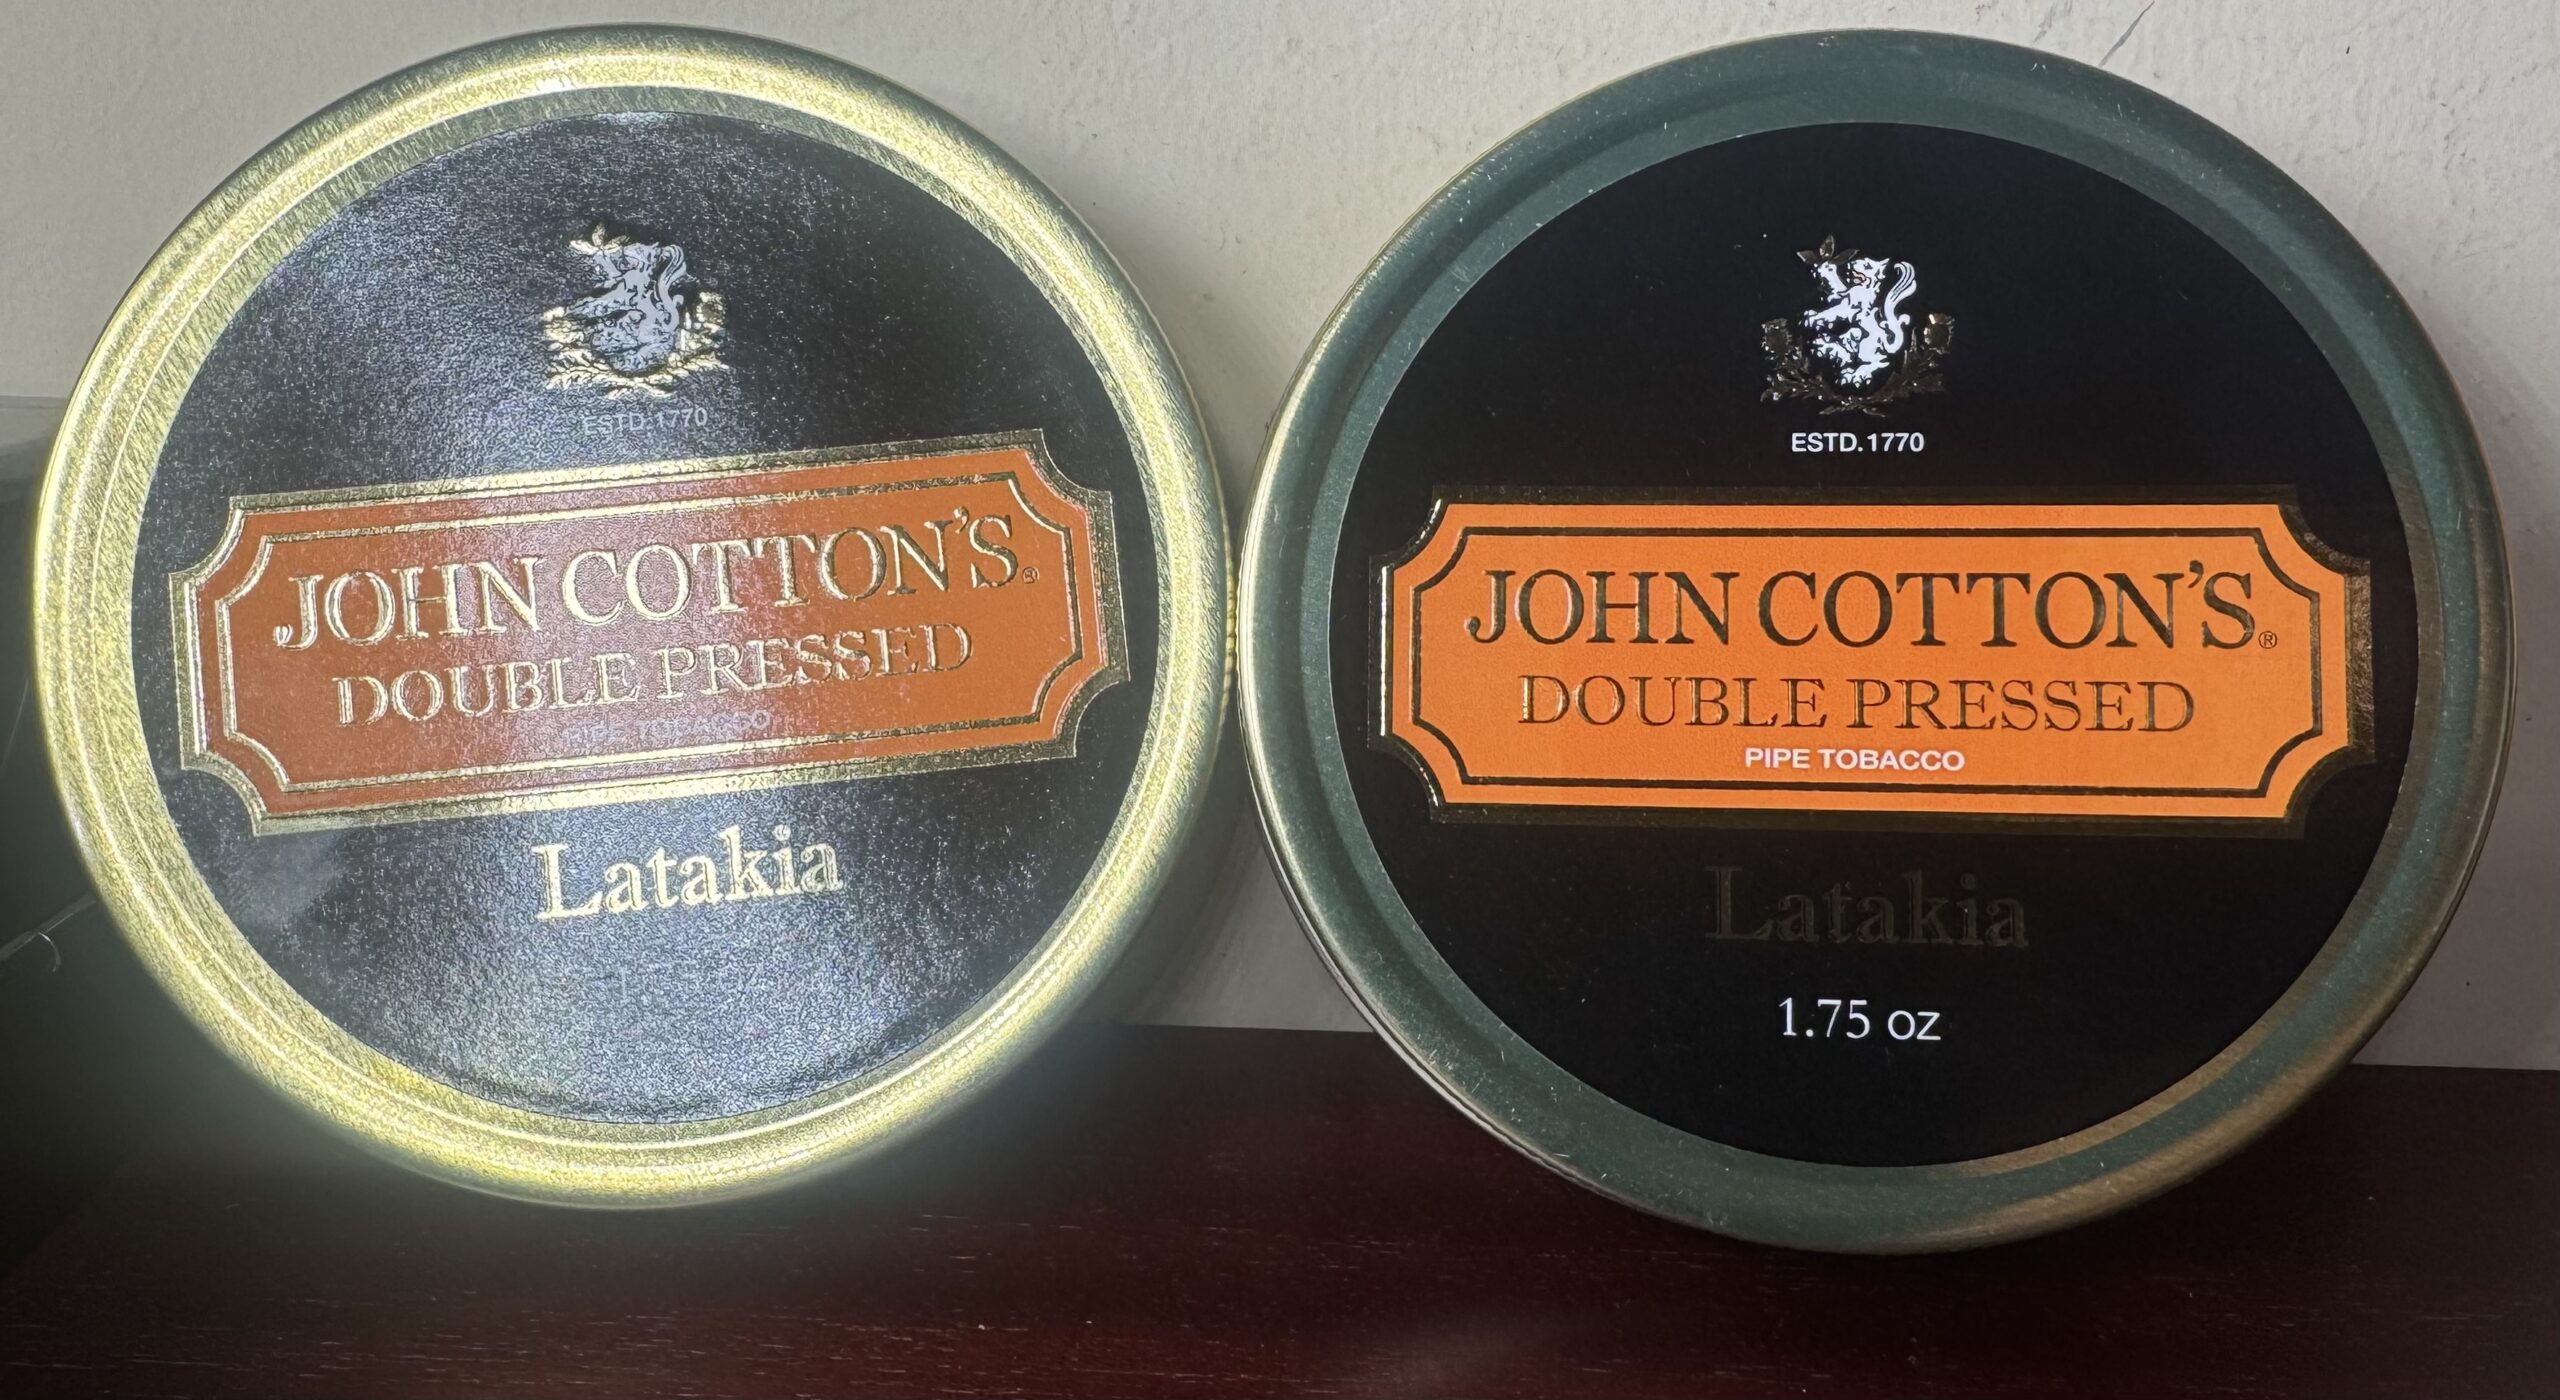 ESTD.1770
JOHN COTTON'S®
DOUBLE PRESSED
PIPE TOBACCO
Latakia
ESTD.1770
JOHN COTTON'S®
DOUBLE PRESSED
PIPE TOBACCO
Latakia
1.75 oz